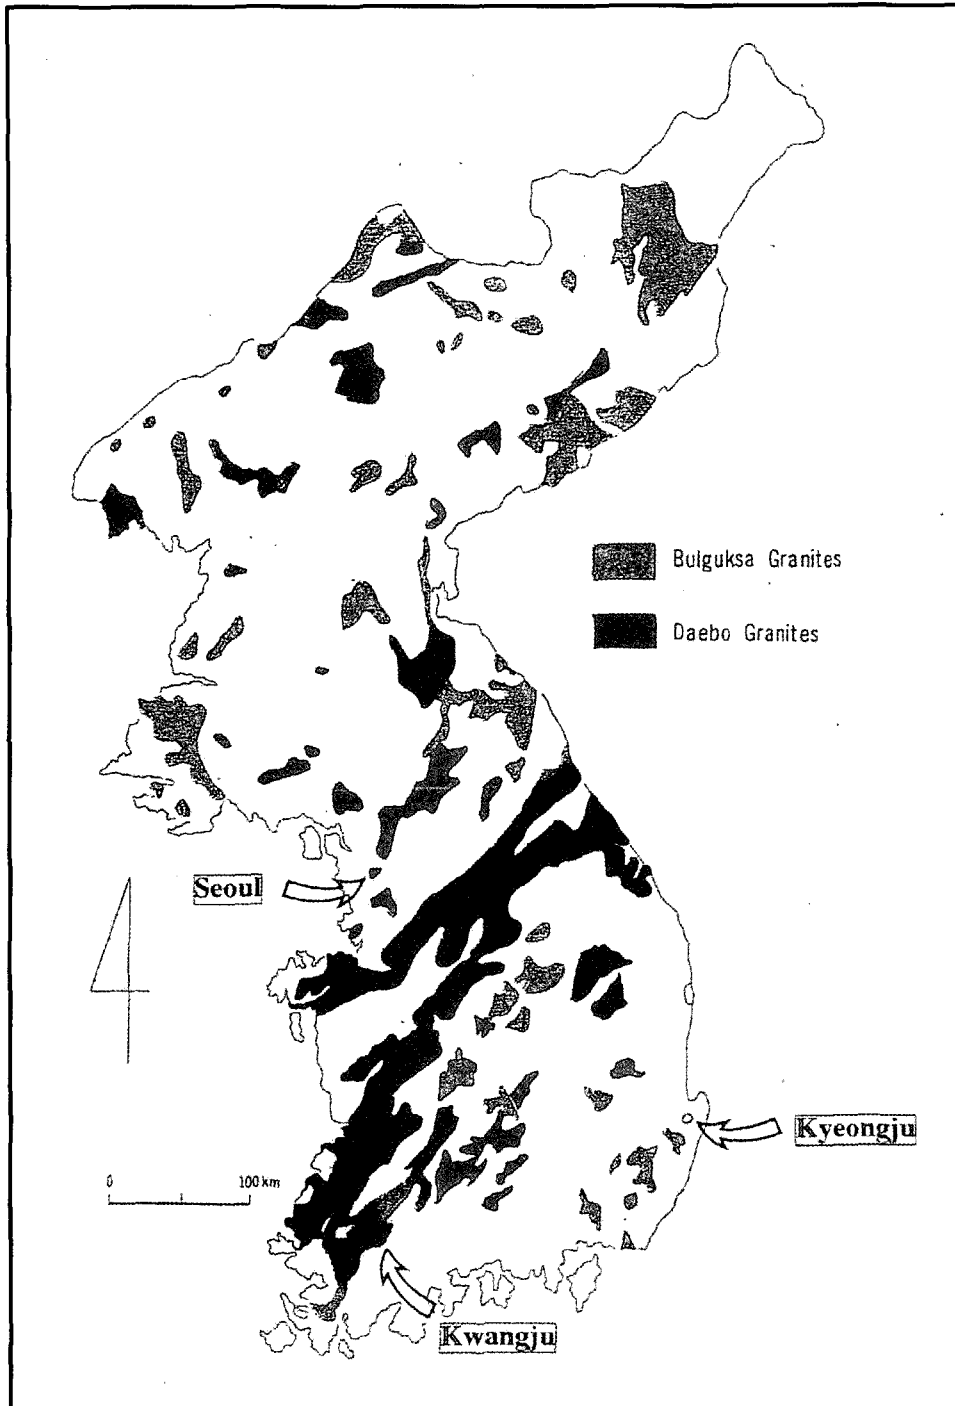 Bulguksa Granites
Daebo Granites
Seoul
Kyeongju
0 100 km
Kwangju